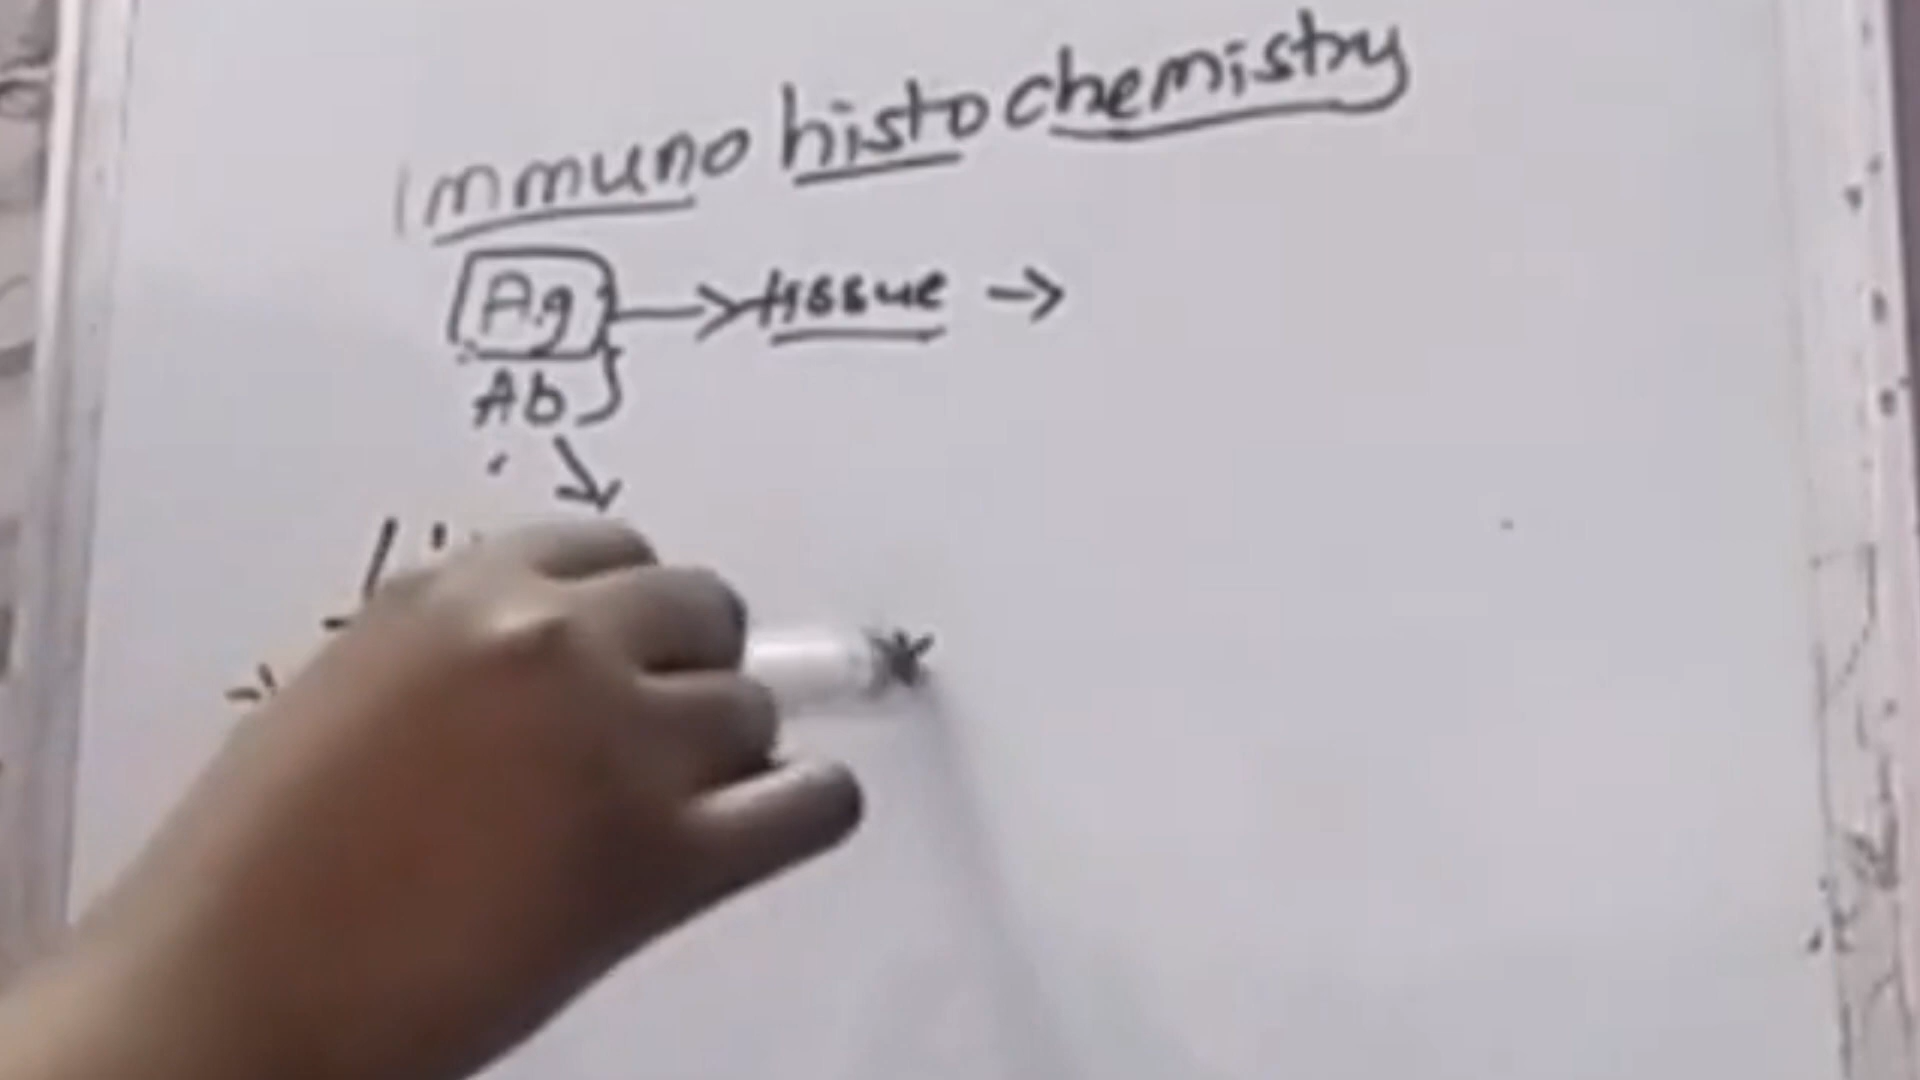 Immuno histochemistry
Ag → tissue →
Ab